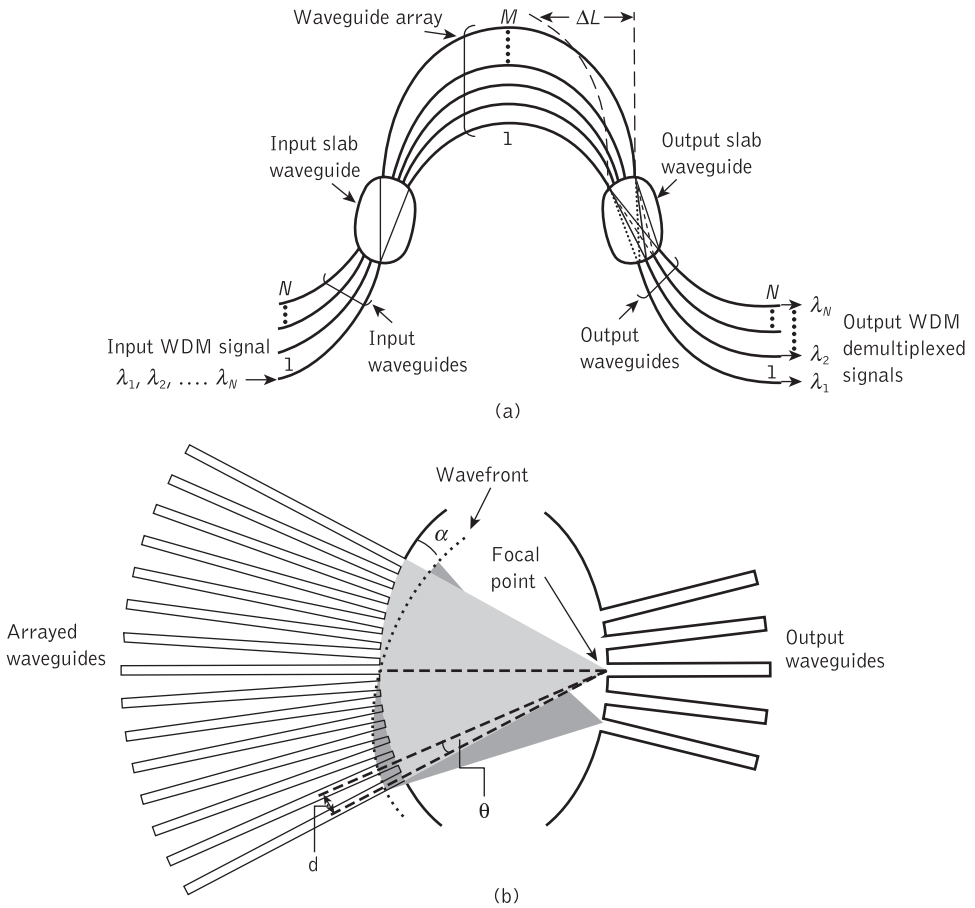 Waveguide array
M
ΔL
1
Input slab
waveguide
Output slab
waveguide
N
N
λN
Input WDM signal
λ1, λ2, .... λN
1
Input
waveguides
Output
waveguides
1
λ2
λ1
Output WDM
demultiplexed
signals
(a)
Wavefront
α
Focal
point
Arrayed
waveguides
Output
waveguides
θ
d
(b)